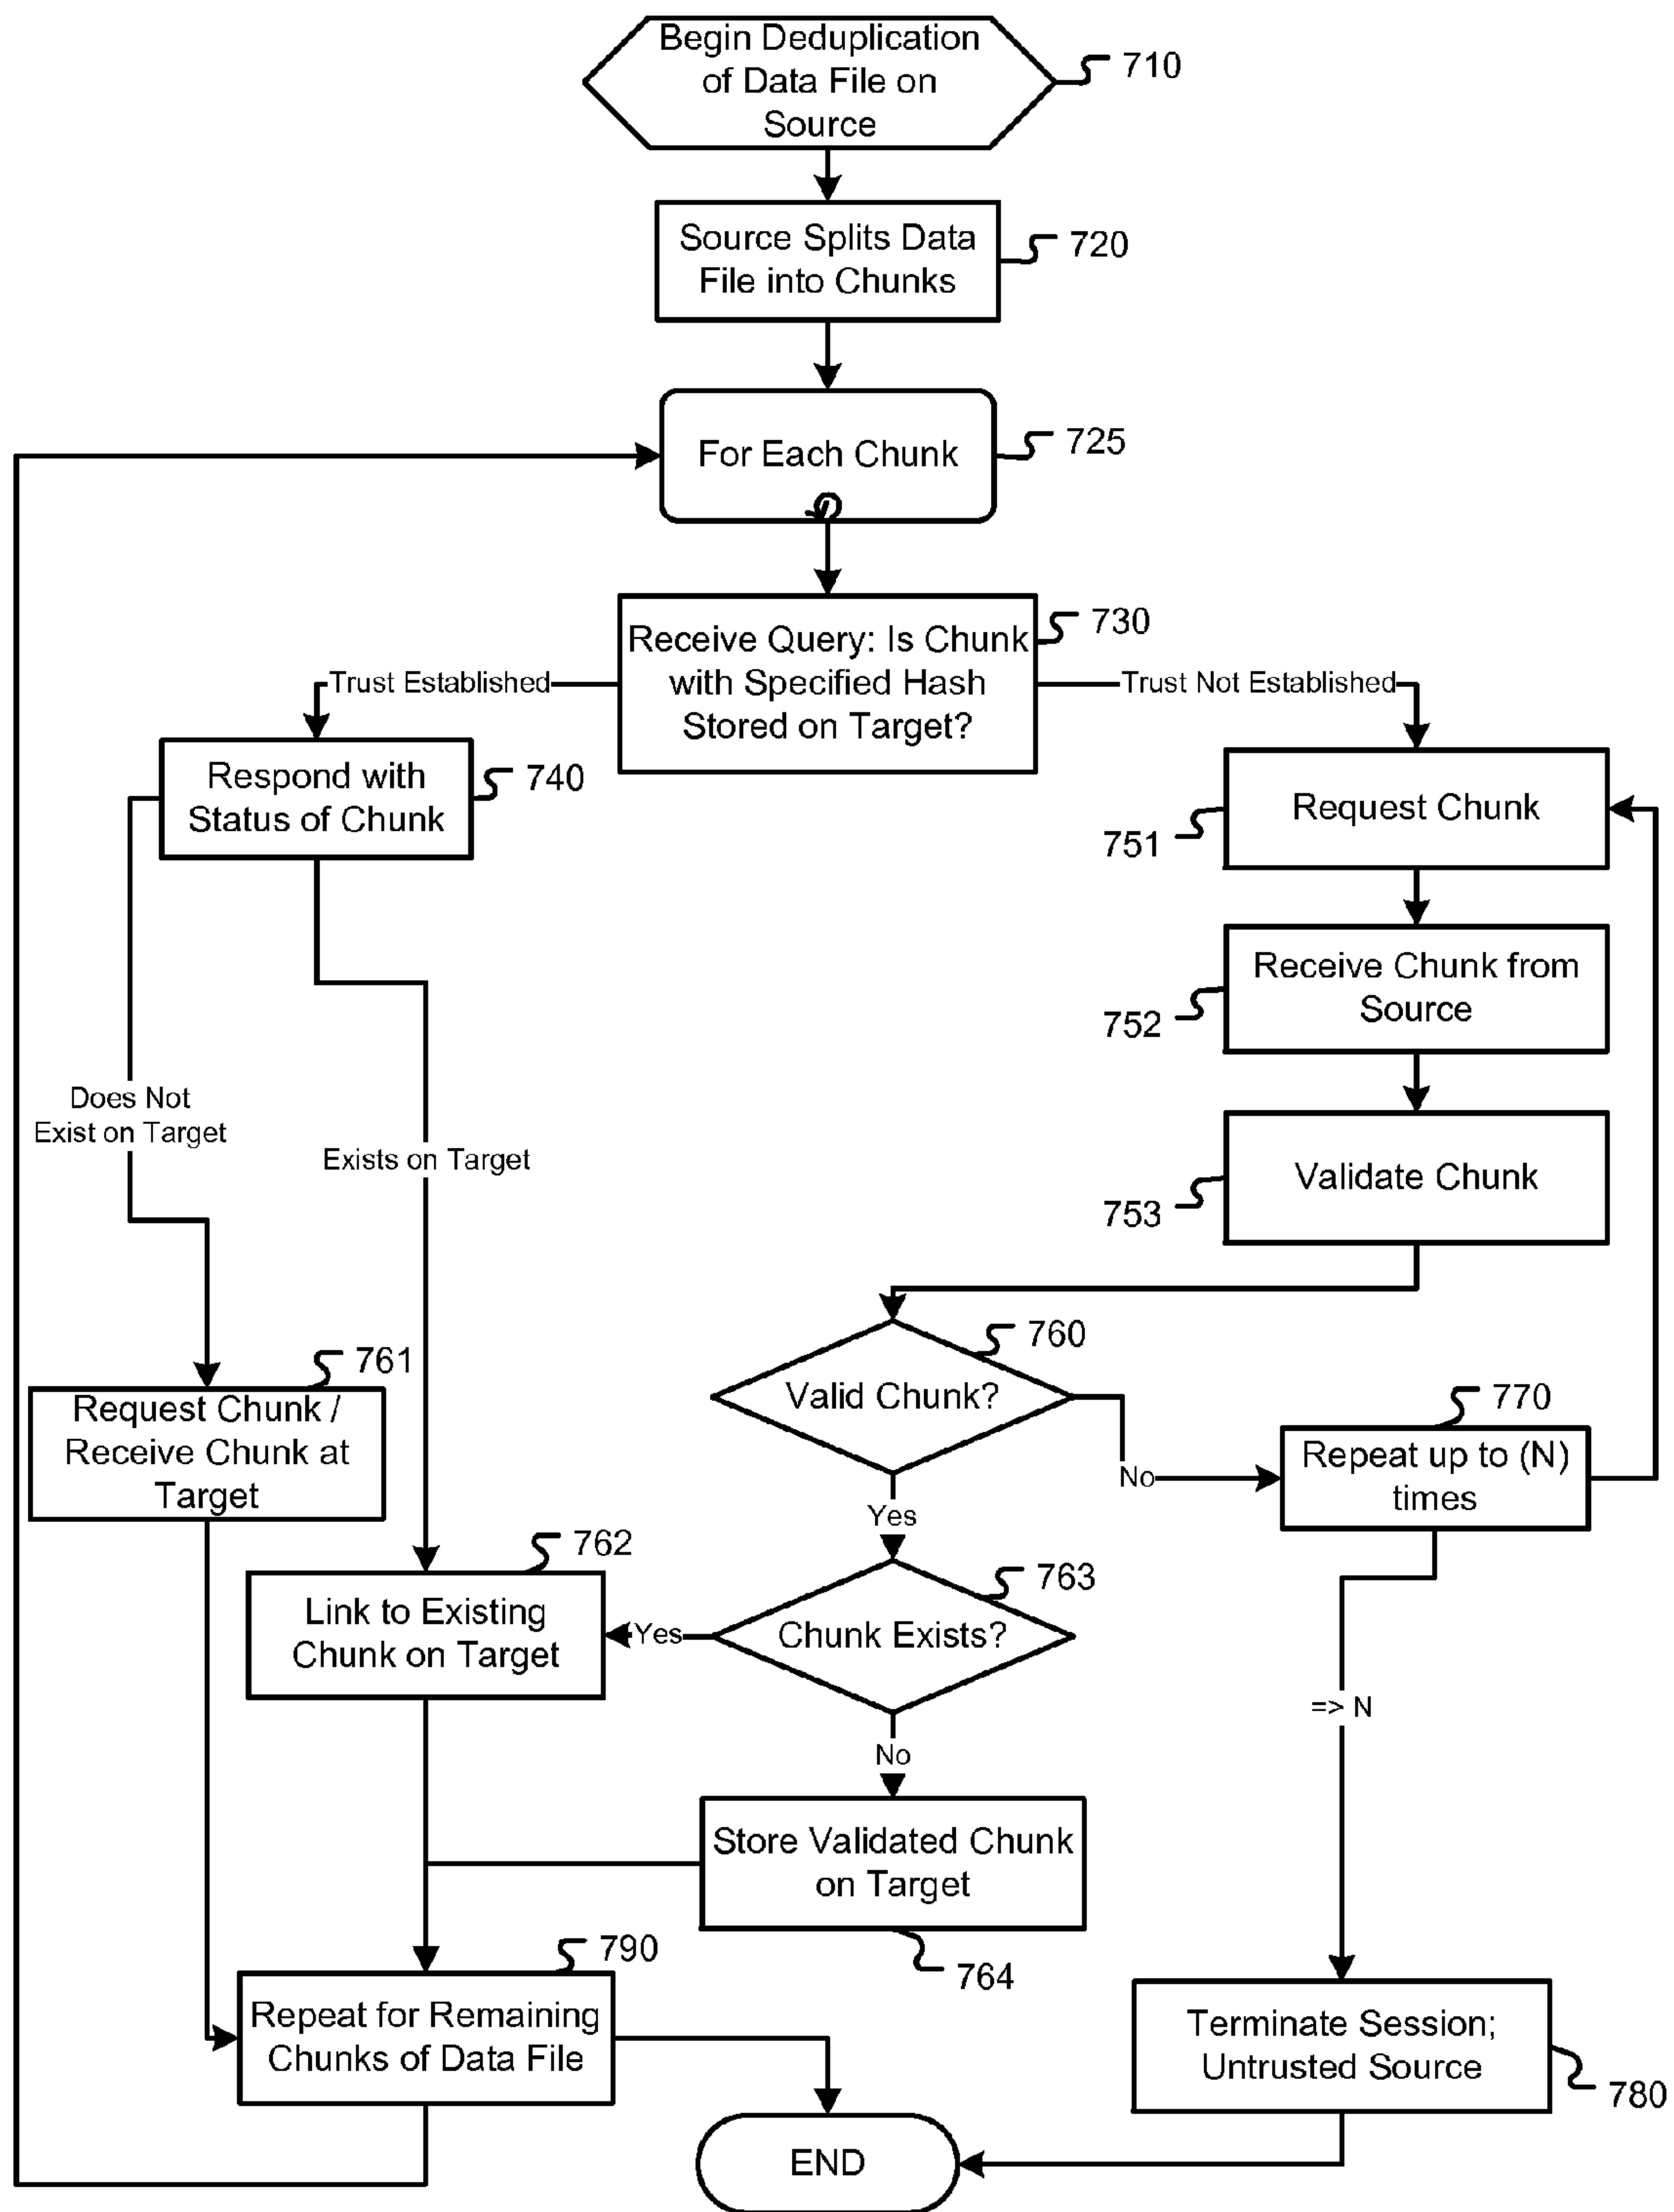 Begin Deduplication
of Data File on
Source
710
Source Splits Data
File into Chunks
720
For Each Chunk
725
Receive Query: Is Chunk
with Specified Hash
Stored on Target?
730
Trust Established
Trust Not Established
Respond with
Status of Chunk
740
Request Chunk
751
Receive Chunk from
Source
752
Does Not
Exist on Target
Exists on Target
Validate Chunk
753
Valid Chunk?
760
Request Chunk /
Receive Chunk at
Target
761
No
Repeat up to (N)
times
770
Yes
Link to Existing
Chunk on Target
762
Yes
Chunk Exists?
763
=> N
No
Store Validated Chunk
on Target
764
Repeat for Remaining
Chunks of Data File
790
Terminate Session;
Untrusted Source
780
END